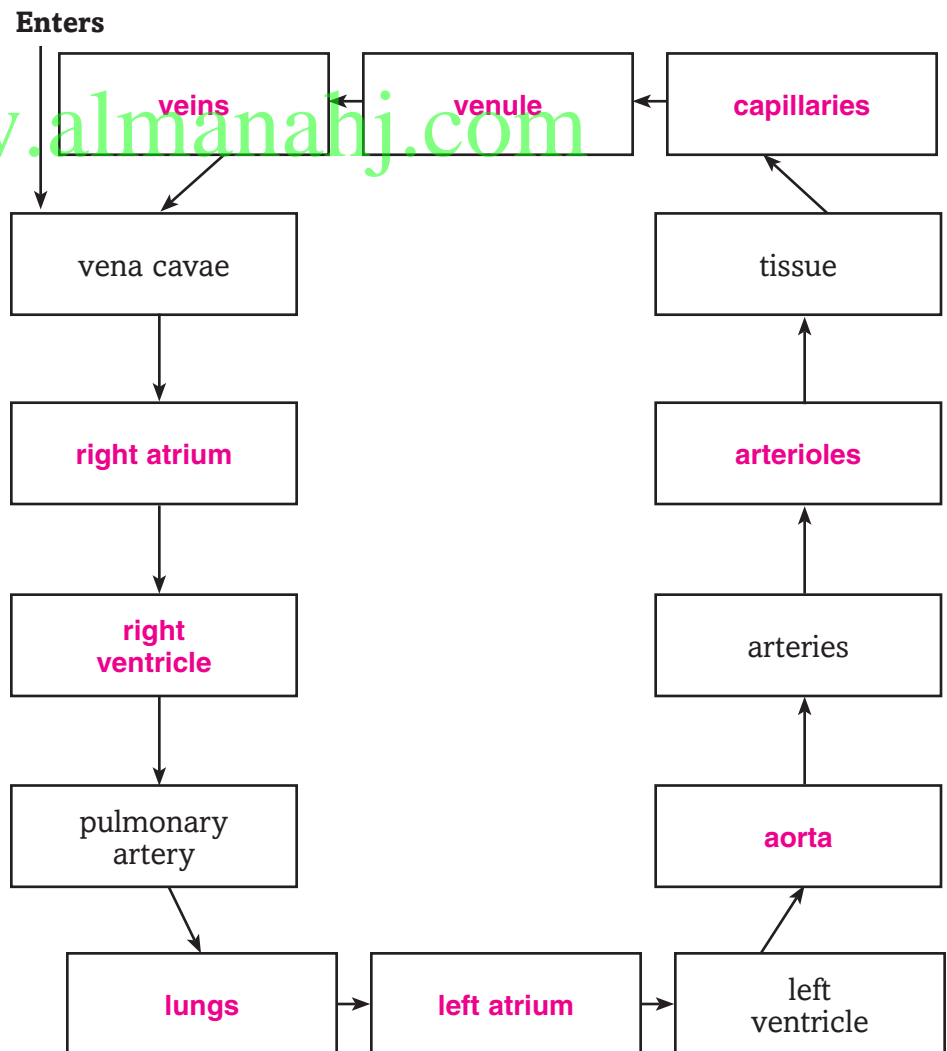 Enters
veins
venule
capillaries
w.almanahj.com
vena cavae
tissue
right atrium
arterioles
right
ventricle
arteries
pulmonary
artery
aorta
lungs
left atrium
left
ventricle